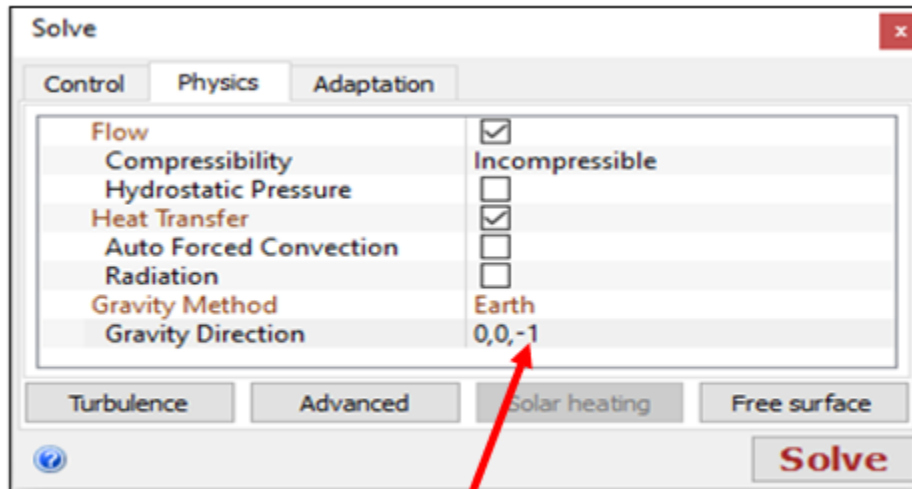 Solve
x
Control Physics Adaptation
Flow
Compressibility Incompressible
Hydrostatic Pressure
Heat Transfer
Auto Forced Convection
Radiation
Gravity Method Earth
Gravity Direction 0,0,-1
Turbulence Advanced Solar heating Free surface
? Solve